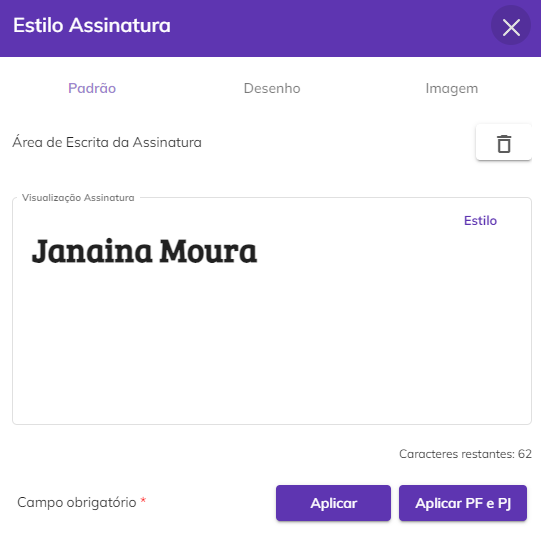 Estilo Assinatura
Padrão Desenho Imagem
Área de Escrita da Assinatura
Visualização Assinatura
Estilo
Janaina Moura
Caracteres restantes: 62
Campo obrigatório * Aplicar Aplicar PF e PJ